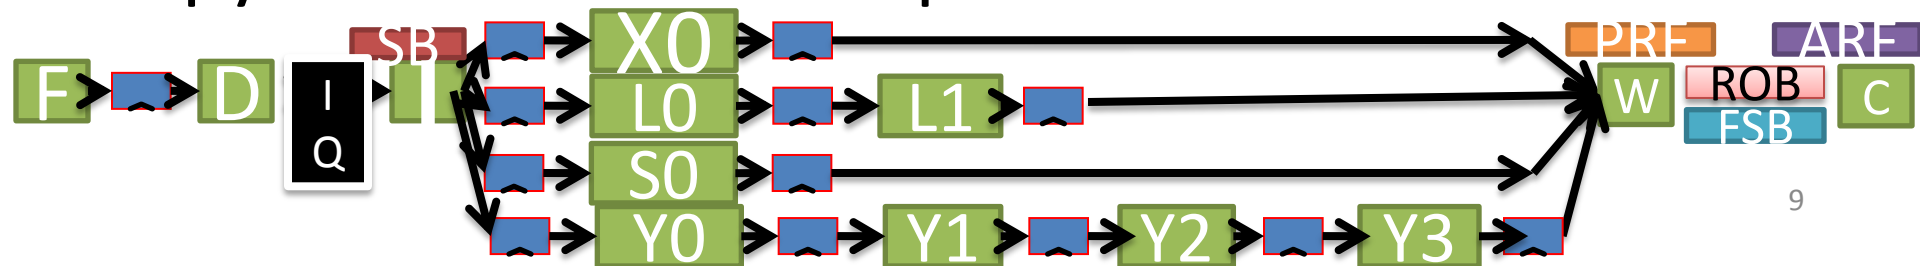 SB X0 PRF ARF
F D I Q I L0 L1 W ROB C
FSB
S0
9
Y0 Y1 Y2 Y3